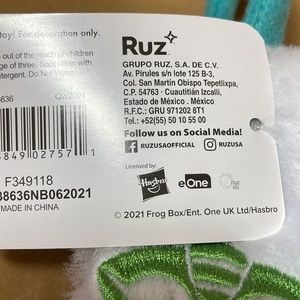 toy! For decoration only.
out of the reach of children
ge of three. Spot clean with
etergent. Do Not Wash
8636
Q2/2021
849 02757 1
F349118
38636NB062021
MADE IN CHINA
Ruz
GRUPO RUZ, S.A. DE C.V.
Av. Pirules s/n lote 125 B-3,
Col. San Martin Obispo Tepetlixpa,
C.P. 54763 · Cuautitlán Izcalli,
Estado de México · México
R.F.C.: GRU 971202 8T1
Tel.: +52(55) 50 10 55 00
Follow us on Social Media!
RUZUSAOFFICIAL
RUZUSA
Licensed by:
Hasbro
eOne
© 2021 Frog Box/Ent. One UK Ltd/Hasbro